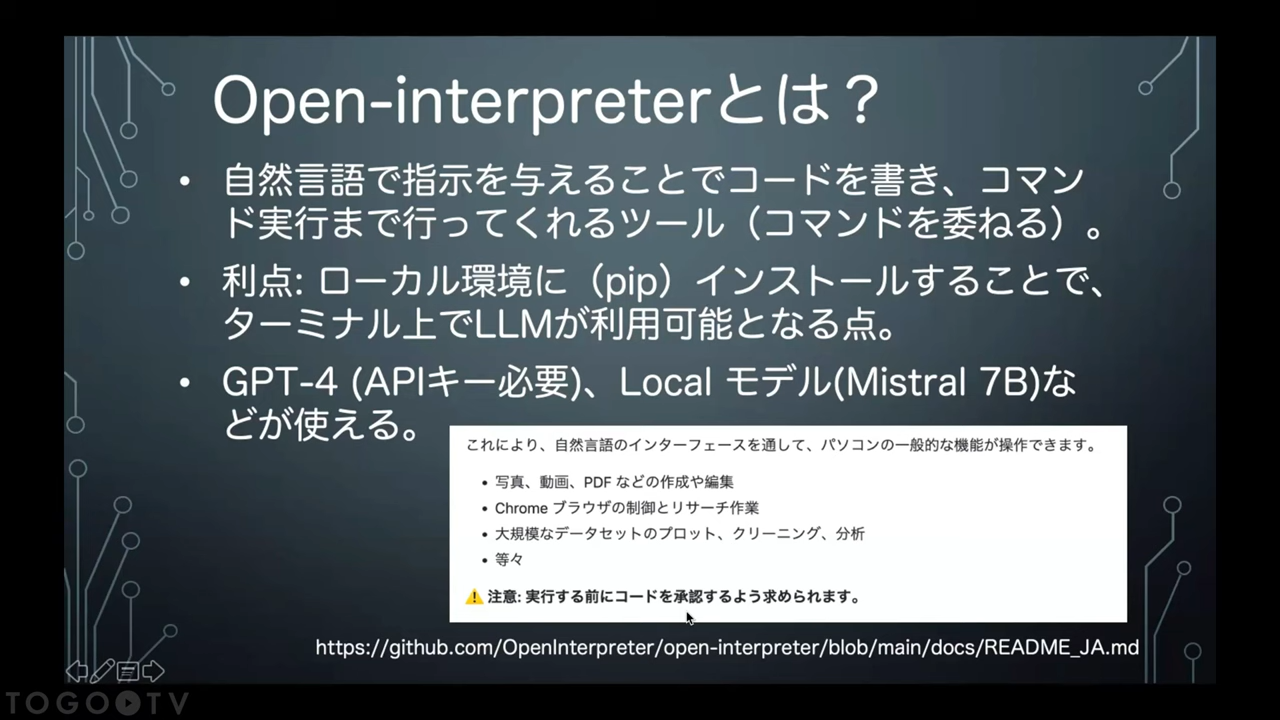 Open-interpreterとは？
• 自然言語で指示を与えることでコードを書き、コマン
ド実行まで行ってくれるツール（コマンドを委ねる）。
• 利点: ローカル環境に（pip）インストールすることで、
ターミナル上でLLMが利用可能となる点。
• GPT-4 (APIキー必要)、Local モデル(Mistral 7B)な
どが使える。
これにより、自然言語のインターフェースを通して、パソコンの一般的な機能が操作できます。
• 写真、動画、PDF などの作成や編集
• Chrome ブラウザの制御とリサーチ作業
• 大規模なデータセットのプロット、クリーニング、分析
• 等々
⚠️ 注意: 実行する前にコードを承認するよう求められます。
https://github.com/OpenInterpreter/open-interpreter/blob/main/docs/README_JA.md
TOGOTV